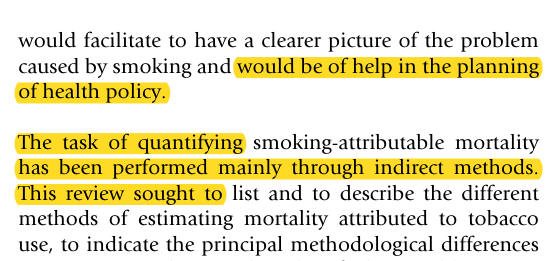 would facilitate to have a clearer picture of the problem
caused by smoking and would be of help in the planning
of health policy.
The task of quantifying smoking-attributable mortality
has been performed mainly through indirect methods.
This review sought to list and to describe the different
methods of estimating mortality attributed to tobacco
use, to indicate the principal methodological differences